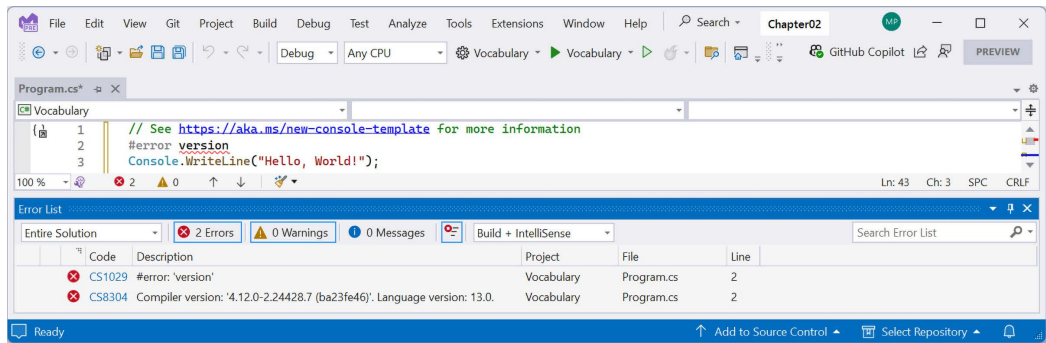 PRE File Edit View Git Project Build Debug Test Analyze Tools Extensions Window Help Search Chapter02 MP
Debug Any CPU Vocabulary Vocabulary GitHub Copilot PREVIEW
Program.cs*
C# Vocabulary
1 // See https://aka.ms/new-console-template for more information
2 #error version
3 Console.WriteLine("Hello, World!");
100 % 2 0 Ln: 43 Ch: 3 SPC CRLF
Error List
Entire Solution 2 Errors 0 Warnings 0 Messages Build + IntelliSense Search Error List
Code Description Project File Line
CS1029 #error: 'version' Vocabulary Program.cs 2
CS8304 Compiler version: '4.12.0-2.24428.7 (ba23fe46)'. Language version: 13.0. Vocabulary Program.cs 2
Ready Add to Source Control Select Repository